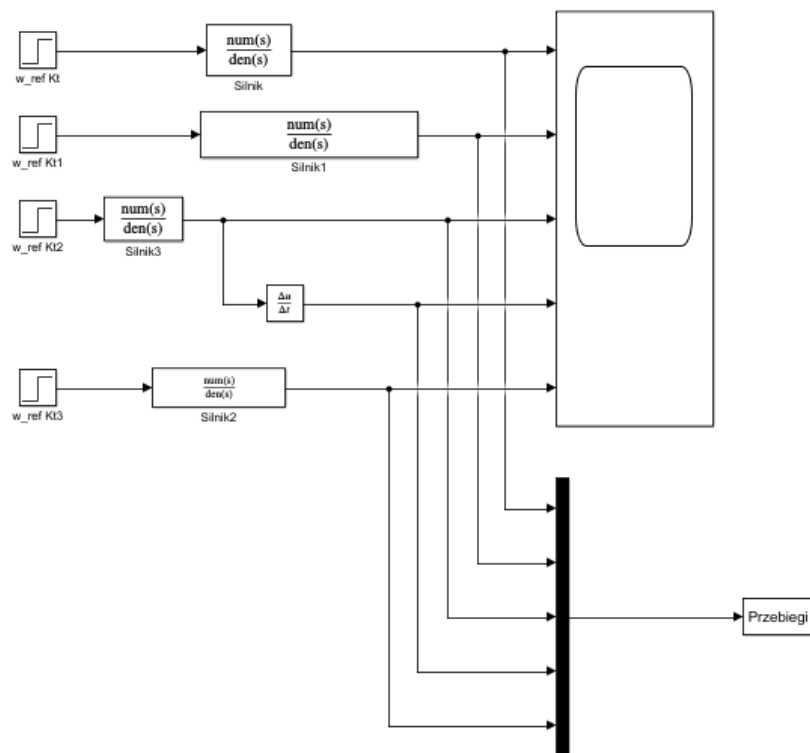 num(s)
den(s)
w_ref Kt
Silnik
num(s)
den(s)
w_ref Kt1
Silnik1
num(s)
den(s)
w_ref Kt2
Silnik3
Δu
Δt
num(s)
den(s)
w_ref Kt3
Silnik2
Przebiegi